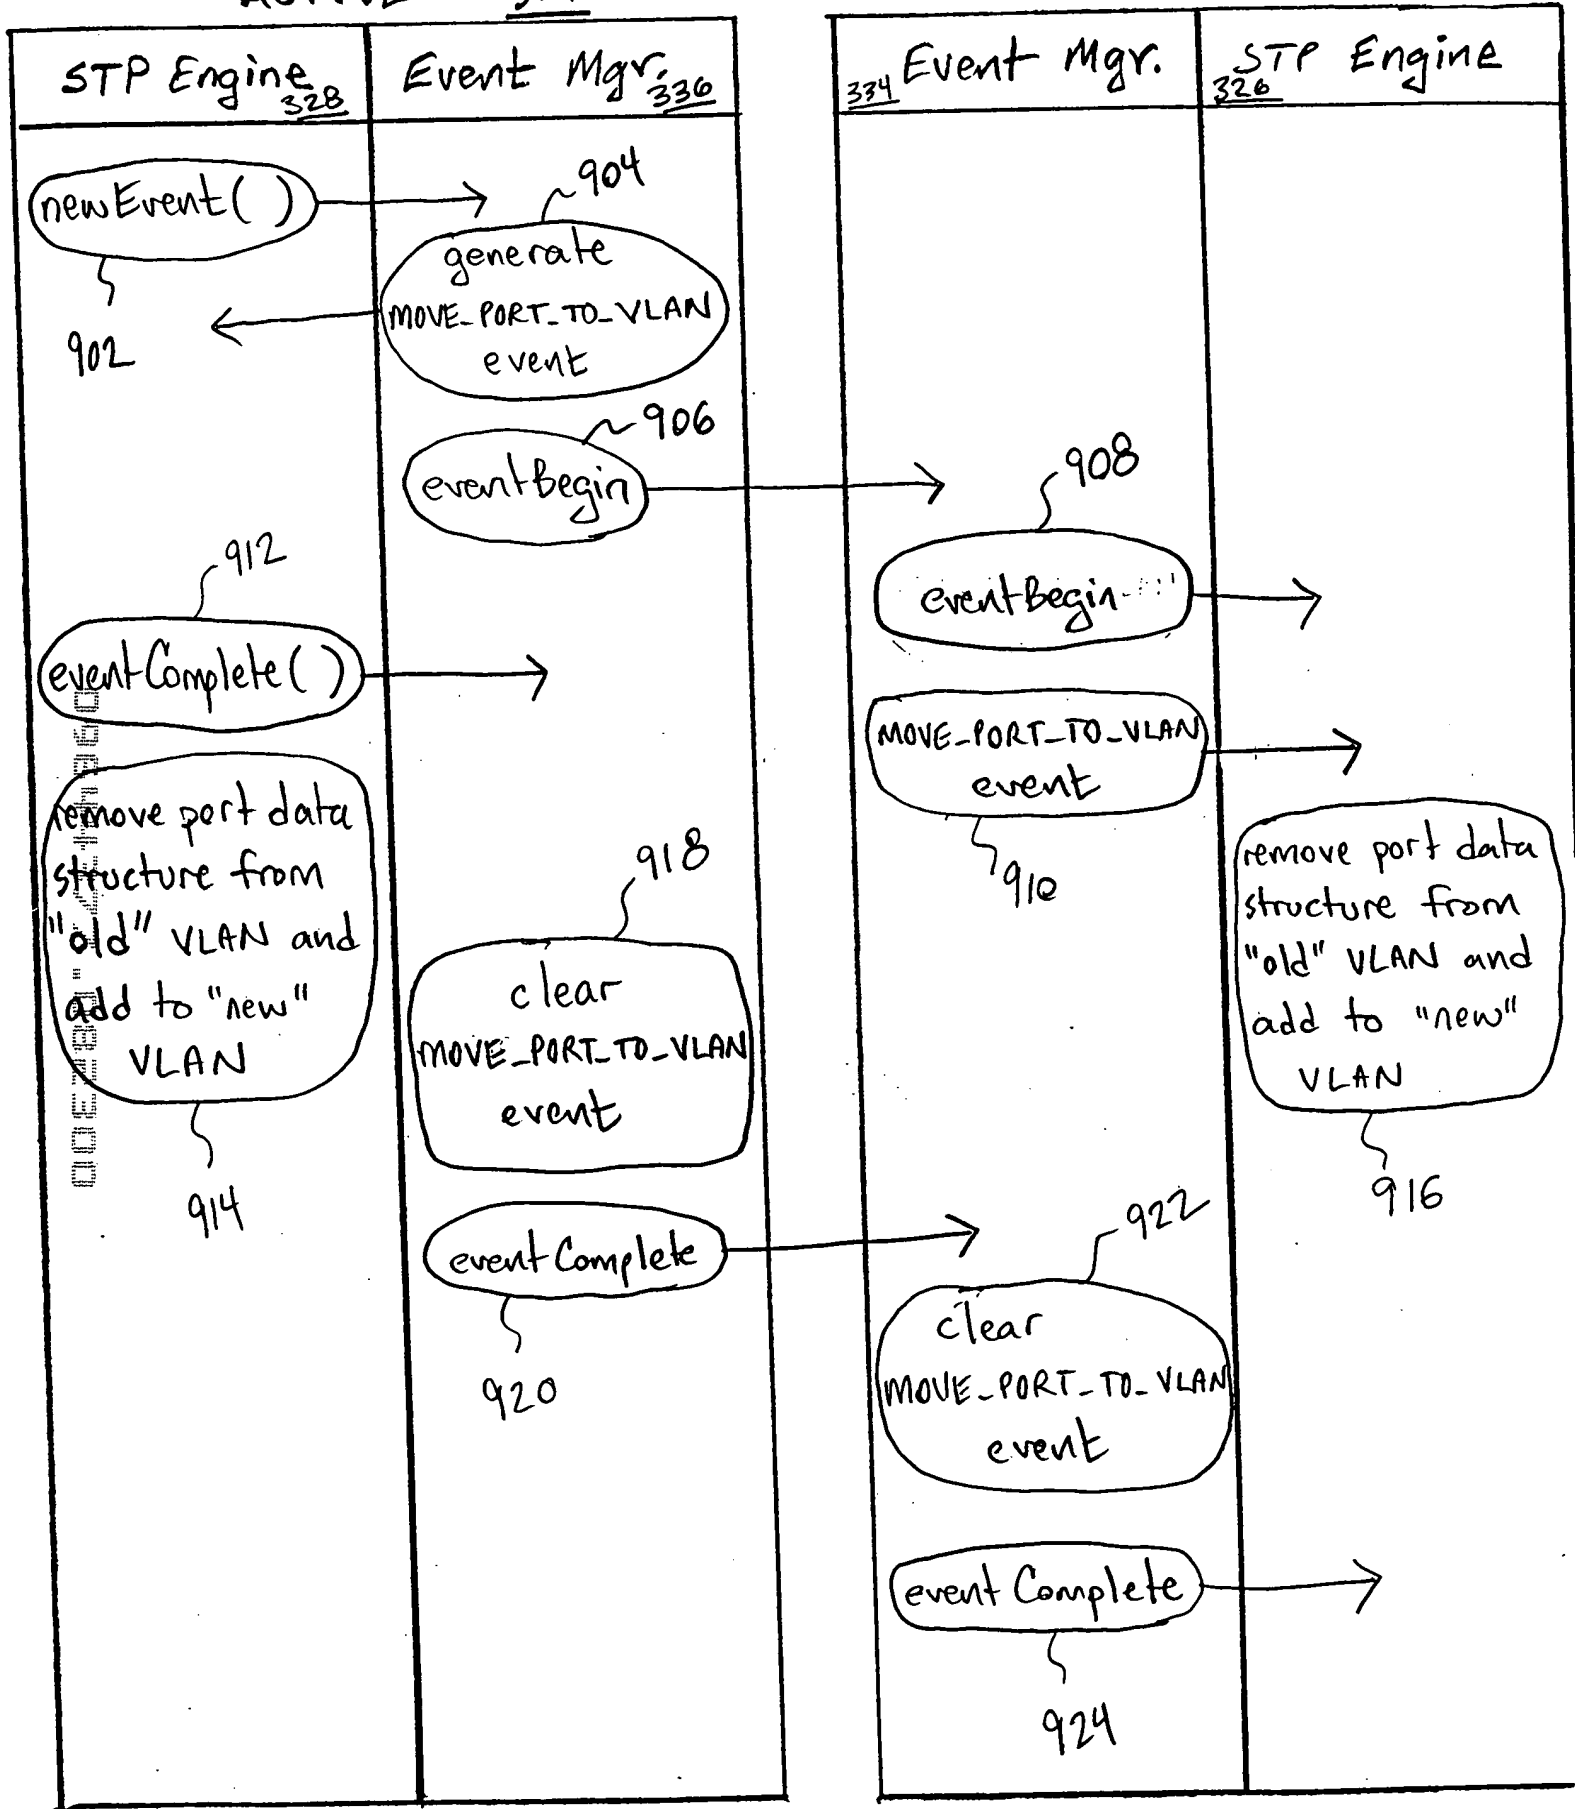 ACTIVE
STP Engine 328
Event Mgr. 336
334 Event Mgr.
STP Engine 326
newEvent( )
902
904
generate
MOVE_PORT_TO_VLAN
event
906
eventBegin
908
eventBegin
912
eventComplete( )
MOVE_PORT_TO_VLAN
event
910
remove port data
structure from
"old" VLAN and
add to "new"
VLAN
914
918
clear
MOVE_PORT_TO_VLAN
event
remove port data
structure from
"old" VLAN and
add to "new"
VLAN
916
eventComplete
920
922
clear
MOVE_PORT_TO_VLAN
event
event Complete
924